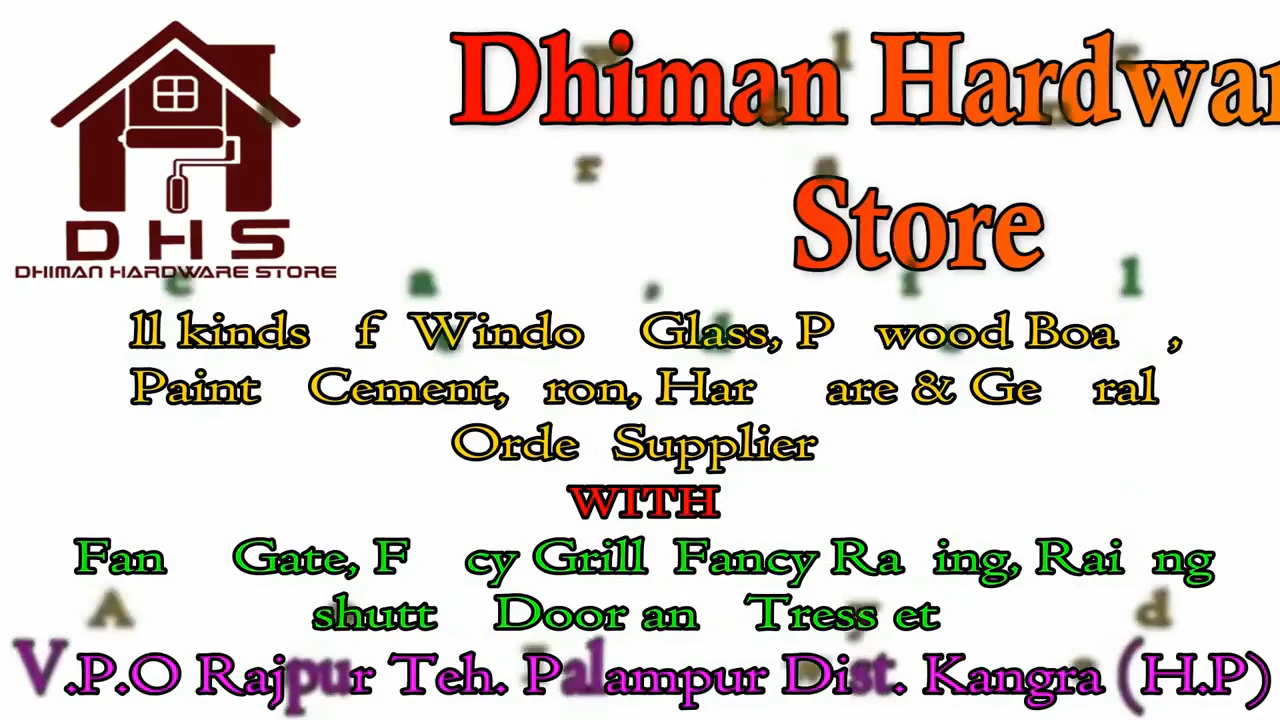 D H S
DHIMAN HARDWARE STORE
Dhiman Hardwar
Store
ll kinds f Windo Glass, P wood Boa ,
Paint Cement, ron, Har are & Ge ral
Orde Supplier
WITH
Fan Gate, F cy Grill Fancy Ra ing, Rai ng
shutt Door an Tress et
V.P.O Rajpur Teh. Palampur Dist. Kangra (H.P)